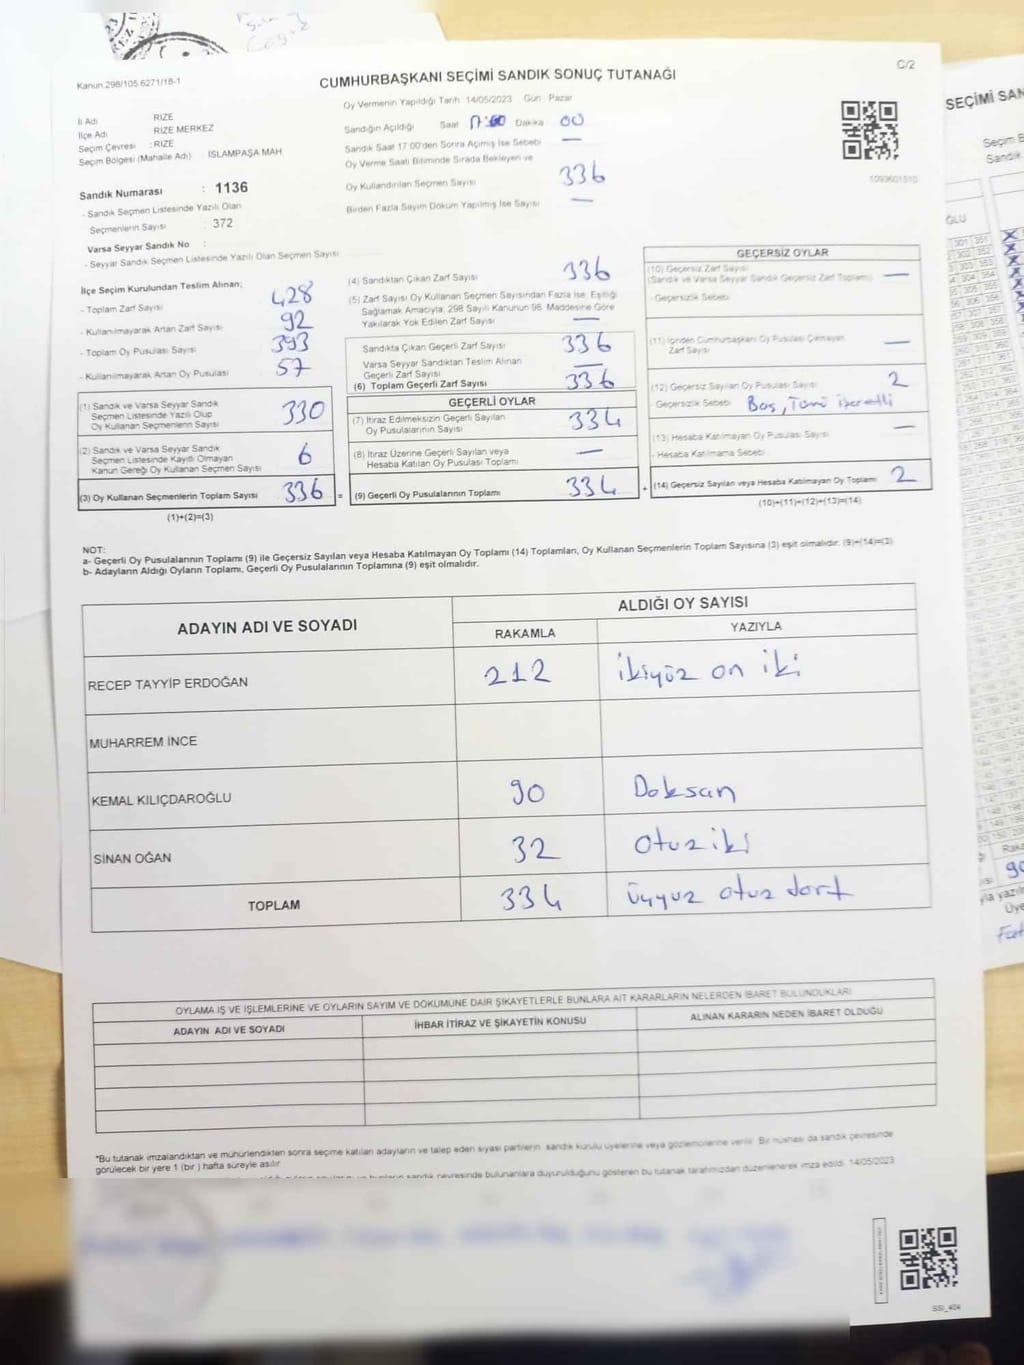 C/2
Kanun.298/105.6271/18-1
CUMHURBAŞKANI SEÇİMİ SANDIK SONUÇ TUTANAĞI
Oy Vermenin Yapıldığı Tarih 14/05/2023 Gün Pazar
İl Adı RİZE
İlçe Adı RİZE MERKEZ
Seçim Çevresi : RİZE
Seçim Bölgesi (Mahalle Adı) İSLAMPAŞA MAH
Sandık Numarası : 1136
- Sandık Seçmen Listesinde Yazılı Olan
Seçmenlerin Sayısı : 372
Varsa Seyyar Sandık No :
- Seyyar Sandık Seçmen Listesinde Yazılı Olan Seçmen Sayısı
Sandığın Açıldığı Saat 17:00 Dakika 00
Sandık Saat 17.00'den Sonra Açımış İse Sebebi —
Oy Verme Saati Bitiminde Sırada Bekleyen ve
Oy Kullandırılan Seçmen Sayısı 336
Birden Fazla Sayım Döküm Yapılmış İse Sayısı —
1093601510
İlçe Seçim Kurulundan Teslim Alınan;
- Toplam Zarf Sayısı 428
- Kullanılmayarak Artan Zarf Sayısı 92
- Toplam Oy Pusulası Sayısı 393
- Kullanılmayarak Artan Oy Pusulası 57
(1) Sandık ve Varsa Seyyar Sandık
Seçmen Listesinde Yazılı Olup
Oy Kullanan Seçmenlerin Sayısı 330
(2) Sandık ve Varsa Seyyar Sandık
Seçmen Listesinde Kayıtlı Olmayan
Kanun Gereği Oy Kullanan Seçmen Sayısı 6
(3) Oy Kullanan Seçmenlerin Toplam Sayısı 336 =
(1)+(2)=(3)
(4) Sandıktan Çıkan Zarf Sayısı 336
(5) Zarf Sayısı Oy Kullanan Seçmen Sayısından Fazla İse, Eşitliği
Sağlamak Amacıyla, 298 Sayılı Kanunun 98. Maddesine Göre
Yakılarak Yok Edilen Zarf Sayısı —
Sandıkta Çıkan Geçerli Zarf Sayısı 336
Varsa Seyyar Sandıktan Teslim Alınan
Geçerli Zarf Sayısı —
(6) Toplam Geçerli Zarf Sayısı 336
GEÇERLİ OYLAR
(7) İtiraz Edilmeksizin Geçerli Sayılan
Oy Pusulalarının Sayısı 334
(8) İtiraz Üzerine Geçerli Sayılan veya
Hesaba Katılan Oy Pusulası Toplamı —
(9) Geçerli Oy Pusulalarının Toplamı 334 +
GEÇERSİZ OYLAR
(10) Geçersiz Zarf Sayısı
(Sandık ve Varsa Seyyar Sandık Geçersiz Zarf Toplamı) —
- Geçersizlik Sebebi
(11) İçinden Cumhurbaşkanı Oy Pusulası Çıkmayan
Zarf Sayısı —
(12) Geçersiz Sayılan Oy Pusulası Sayısı 2
- Geçersizlik Sebebi Boş, Tümü işaretli
(13) Hesaba Katılmayan Oy Pusulası Sayısı —
- Hesaba Katılmama Sebebi
(14) Geçersiz Sayılan veya Hesaba Katılmayan Oy Toplamı 2
(10)+(11)+(12)+(13)=(14)
NOT:
a- Geçerli Oy Pusulalarının Toplamı (9) ile Geçersiz Sayılan veya Hesaba Katılmayan Oy Toplamı (14) Toplamları, Oy Kullanan Seçmenlerin Toplam Sayısına (3) eşit olmalıdır. (9)+(14)=(3)
b- Adayların Aldığı Oyların Toplamı, Geçerli Oy Pusulalarının Toplamına (9) eşit olmalıdır.
ADAYIN ADI VE SOYADI
ALDIĞI OY SAYISI
RAKAMLA YAZIYLA
RECEP TAYYİP ERDOĞAN 212 ikiyüz on iki
MUHARREM İNCE
KEMAL KILIÇDAROĞLU 90 Doksan
SİNAN OĞAN 32 Otuz iki
TOPLAM 334 üçyüz otuz dört
OYLAMA İŞ VE İŞLEMLERİNE VE OYLARIN SAYIM VE DÖKÜMÜNE DAİR ŞİKAYETLERLE BUNLARA AİT KARARLARIN NELERDEN İBARET BULUNDUKLARI
ADAYIN ADI VE SOYADI İHBAR İTİRAZ VE ŞİKAYETİN KONUSU ALINAN KARARIN NEDEN İBARET OLDUĞU
*Bu tutanak imzalandıktan ve mühürlendikten sonra seçime katılan adayların ve talep eden siyasi partilerin sandık kurulu üyelerine veya gözlemcilerine verilir. Bir nüshası da sandık çevresinde
görülecek bir yere 1 (bir) hafta süreyle asılır
sandık çevresinde bulunanlara duyurulduğunu gösteren bu tutanak tarafımızdan düzenlenerek imza edildi. 14/05/2023
SSI_404
SEÇİMİ SAN